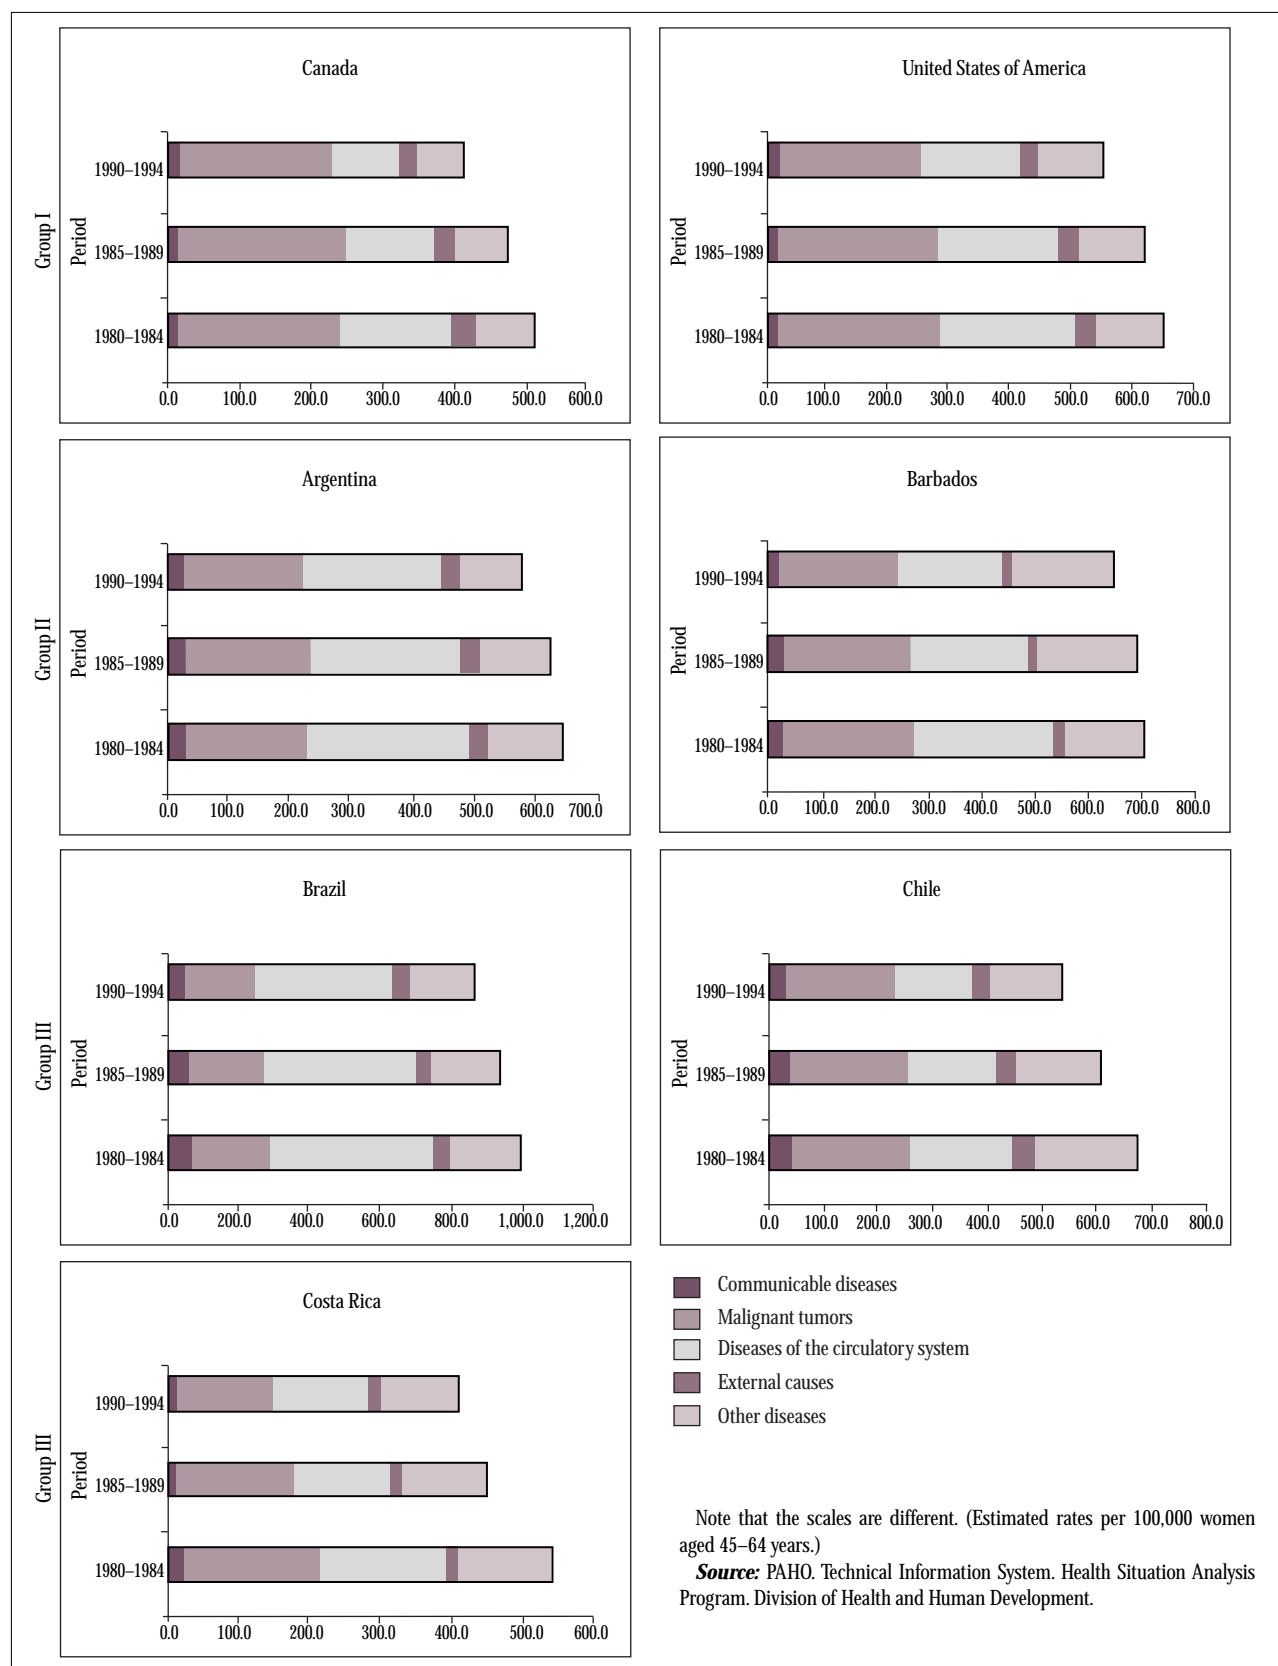 Canada
Group I
Period
1990–1994
1985–1989
1980–1984
0.0 100.0 200.0 300.0 400.0 500.0 600.0
United States of America
Period
1990–1994
1985–1989
1980–1984
0.0 100.0 200.0 300.0 400.0 500.0 600.0 700.0
Argentina
Group II
Period
1990–1994
1985–1989
1980–1984
0.0 100.0 200.0 300.0 400.0 500.0 600.0 700.0
Barbados
Period
1990–1994
1985–1989
1980–1984
0.0 100.0 200.0 300.0 400.0 500.0 600.0 700.0 800.0
Brazil
Group III
Period
1990–1994
1985–1989
1980–1984
0.0 200.0 400.0 600.0 800.0 1,000.0 1,200.0
Chile
Period
1990–1994
1985–1989
1980–1984
0.0 100.0 200.0 300.0 400.0 500.0 600.0 700.0 800.0
Costa Rica
Group III
Period
1990–1994
1985–1989
1980–1984
0.0 100.0 200.0 300.0 400.0 500.0 600.0
Communicable diseases
Malignant tumors
Diseases of the circulatory system
External causes
Other diseases
Note that the scales are different. (Estimated rates per 100,000 women
aged 45–64 years.)
Source: PAHO. Technical Information System. Health Situation Analysis
Program. Division of Health and Human Development.